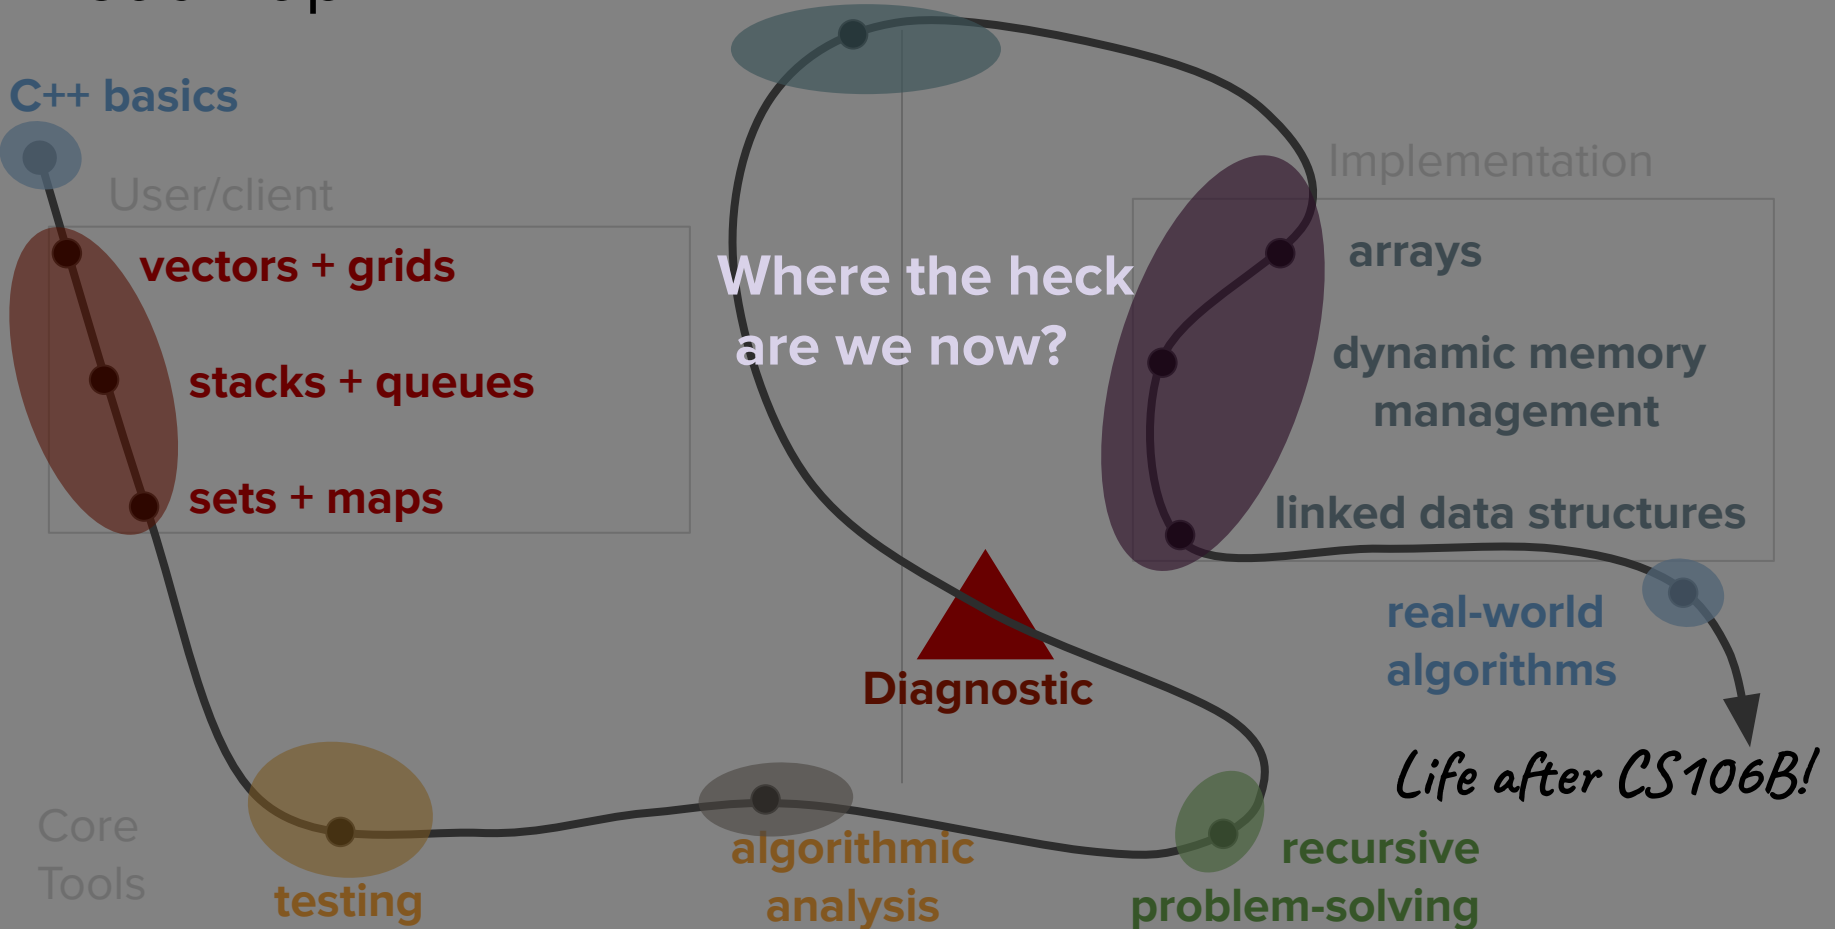 C++ basics
User/client
vectors + grids
stacks + queues
sets + maps
Where the heck
are we now?
Implementation
arrays
dynamic memory
management
linked data structures
real-world
algorithms
Diagnostic
Life after CS106B!
Core
Tools
testing
algorithmic
analysis
recursive
problem-solving